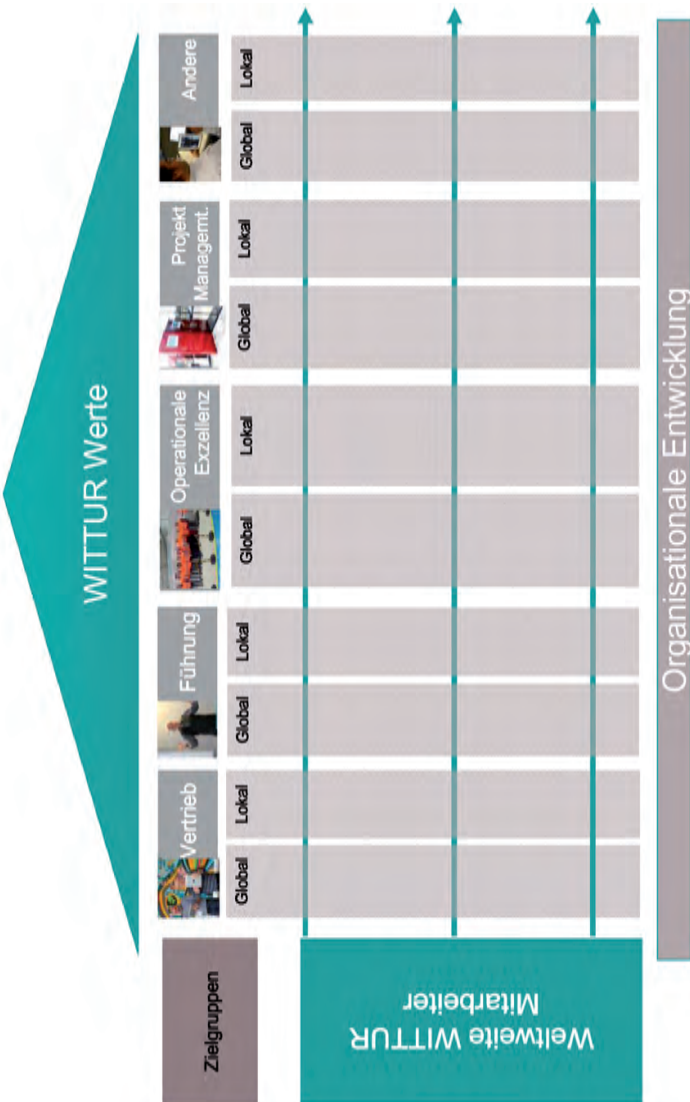 WITTUR Werte
Zielgruppen
Vertrieb
Führung
Operationale
Exzellenz
Projekt
Managemt.
Andere
Global
Lokal
Global
Lokal
Global
Lokal
Global
Lokal
Global
Lokal
Weltweite WITTUR
Mitarbeiter
Organisationale Entwicklung